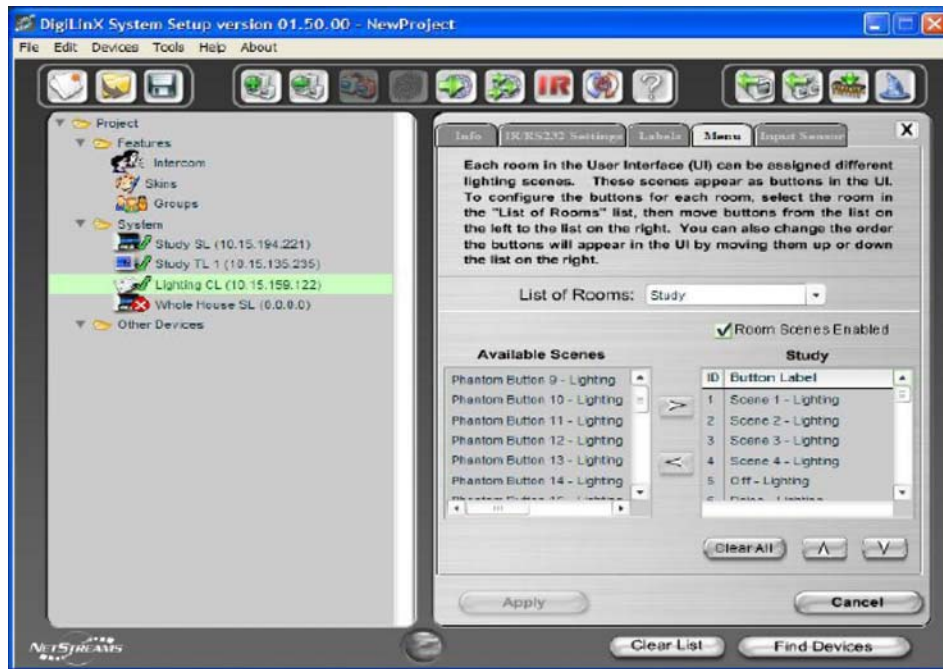 DigiLinX System Setup version 01.50.00 - NewProject
File Edit Devices Tools Help About
IR
?
Project
Features
Intercom
Skins
Groups
System
Study SL (10.15.194.221)
Study TL 1 (10.15.135.235)
Lighting CL (10.15.159.122)
Whole House SL (0.0.0.0)
Other Devices
Info IR/RS232 Settings Labels Menu Input Sensor X
Each room in the User Interface (UI) can be assigned different
lighting scenes. These scenes appear as buttons in the UI.
To configure the buttons for each room, select the room in
the "List of Rooms" list, then move buttons from the list on
the left to the list on the right. You can also change the order
the buttons will appear in the UI by moving them up or down
the list on the right.
List of Rooms: Study
Room Scenes Enabled
Available Scenes
Phantom Button 9 - Lighting
Phantom Button 10 - Lighting
Phantom Button 11 - Lighting
Phantom Button 12 - Lighting
Phantom Button 13 - Lighting
Phantom Button 14 - Lighting
>
<
Study
ID Button Label
1 Scene 1 - Lighting
2 Scene 2 - Lighting
3 Scene 3 - Lighting
4 Scene 4 - Lighting
5 Off - Lighting
Clear All
Apply Cancel
NETSTREAMS
Clear List Find Devices